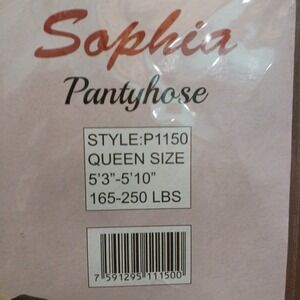 Sophia
Pantyhose
STYLE:P1150
QUEEN SIZE
5'3"-5'10"
165-250 LBS
7 591295 111500